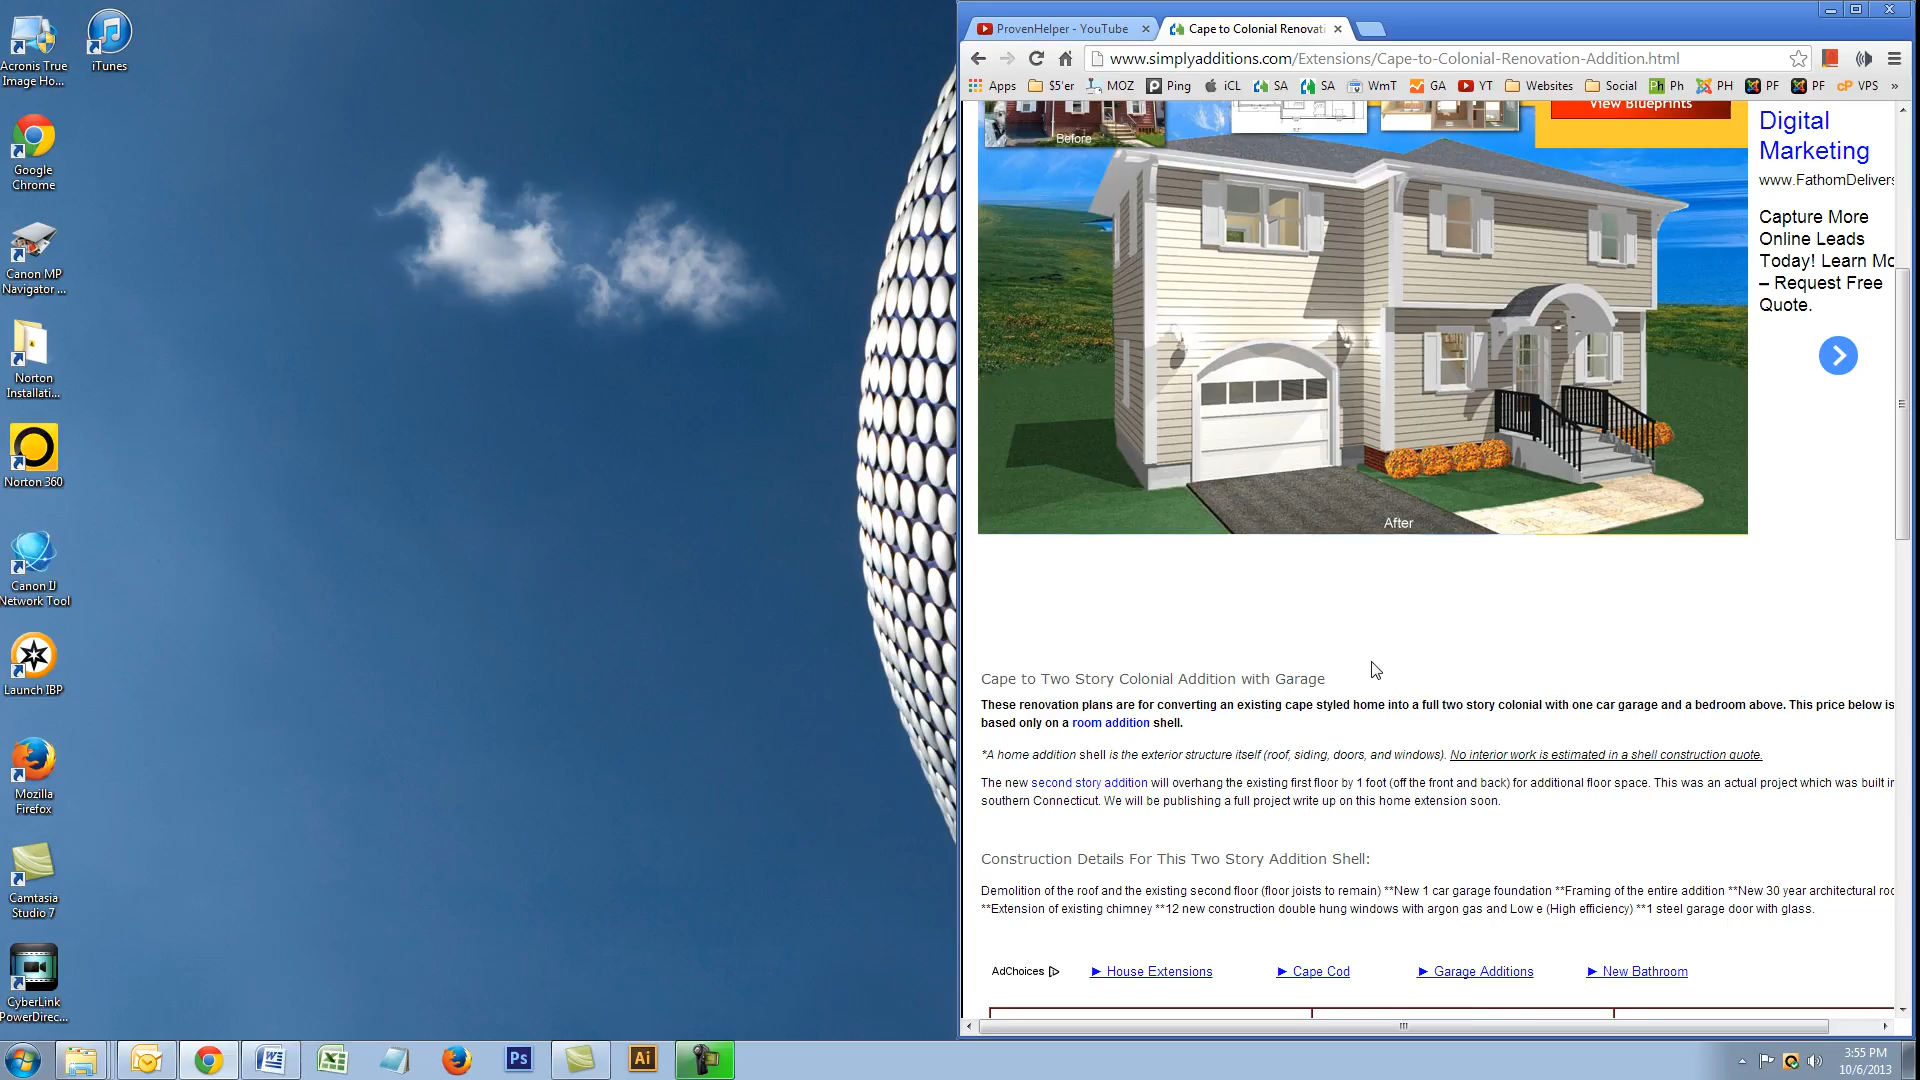 Acronis True
Image Ho...
iTunes
Google
Chrome
Canon MP
Navigator ...
Norton
Installati...
Norton 360
Canon IJ
Network Tool
Launch IBP
Mozilla
Firefox
Camtasia
Studio 7
CyberLink
PowerDirec...
ProvenHelper - YouTube
Cape to Colonial Renovati
www.simplyadditions.com/Extensions/Cape-to-Colonial-Renovation-Addition.html
Apps $5'er MOZ Ping iCL SA SA WmT GA YT Websites Social Ph PH PF PF VPS »
Before
View Blueprints
After
Digital
Marketing
www.FathomDelivers
Capture More
Online Leads
Today! Learn Mo
– Request Free
Quote.
Cape to Two Story Colonial Addition with Garage
These renovation plans are for converting an existing cape styled home into a full two story colonial with one car garage and a bedroom above. This price below is
based only on a room addition shell.
*A home addition shell is the exterior structure itself (roof, siding, doors, and windows). No interior work is estimated in a shell construction quote.
The new second story addition will overhang the existing first floor by 1 foot (off the front and back) for additional floor space. This was an actual project which was built in
southern Connecticut. We will be publishing a full project write up on this home extension soon.
Construction Details For This Two Story Addition Shell:
Demolition of the roof and the existing second floor (floor joists to remain) **New 1 car garage foundation **Framing of the entire addition **New 30 year architectural roo
**Extension of existing chimney **12 new construction double hung windows with argon gas and Low e (High efficiency) **1 steel garage door with glass.
AdChoices ► House Extensions ► Cape Cod ► Garage Additions ► New Bathroom
Ps Ai
3:55 PM
10/6/2013